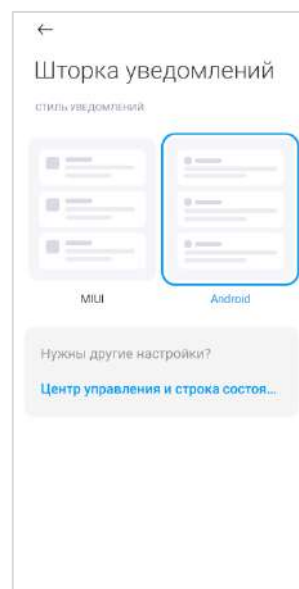 Шторка уведомлений
СТИЛЬ УВЕДОМЛЕНИЙ
MIUI
Android
Нужны другие настройки?
Центр управления и строка состоя...